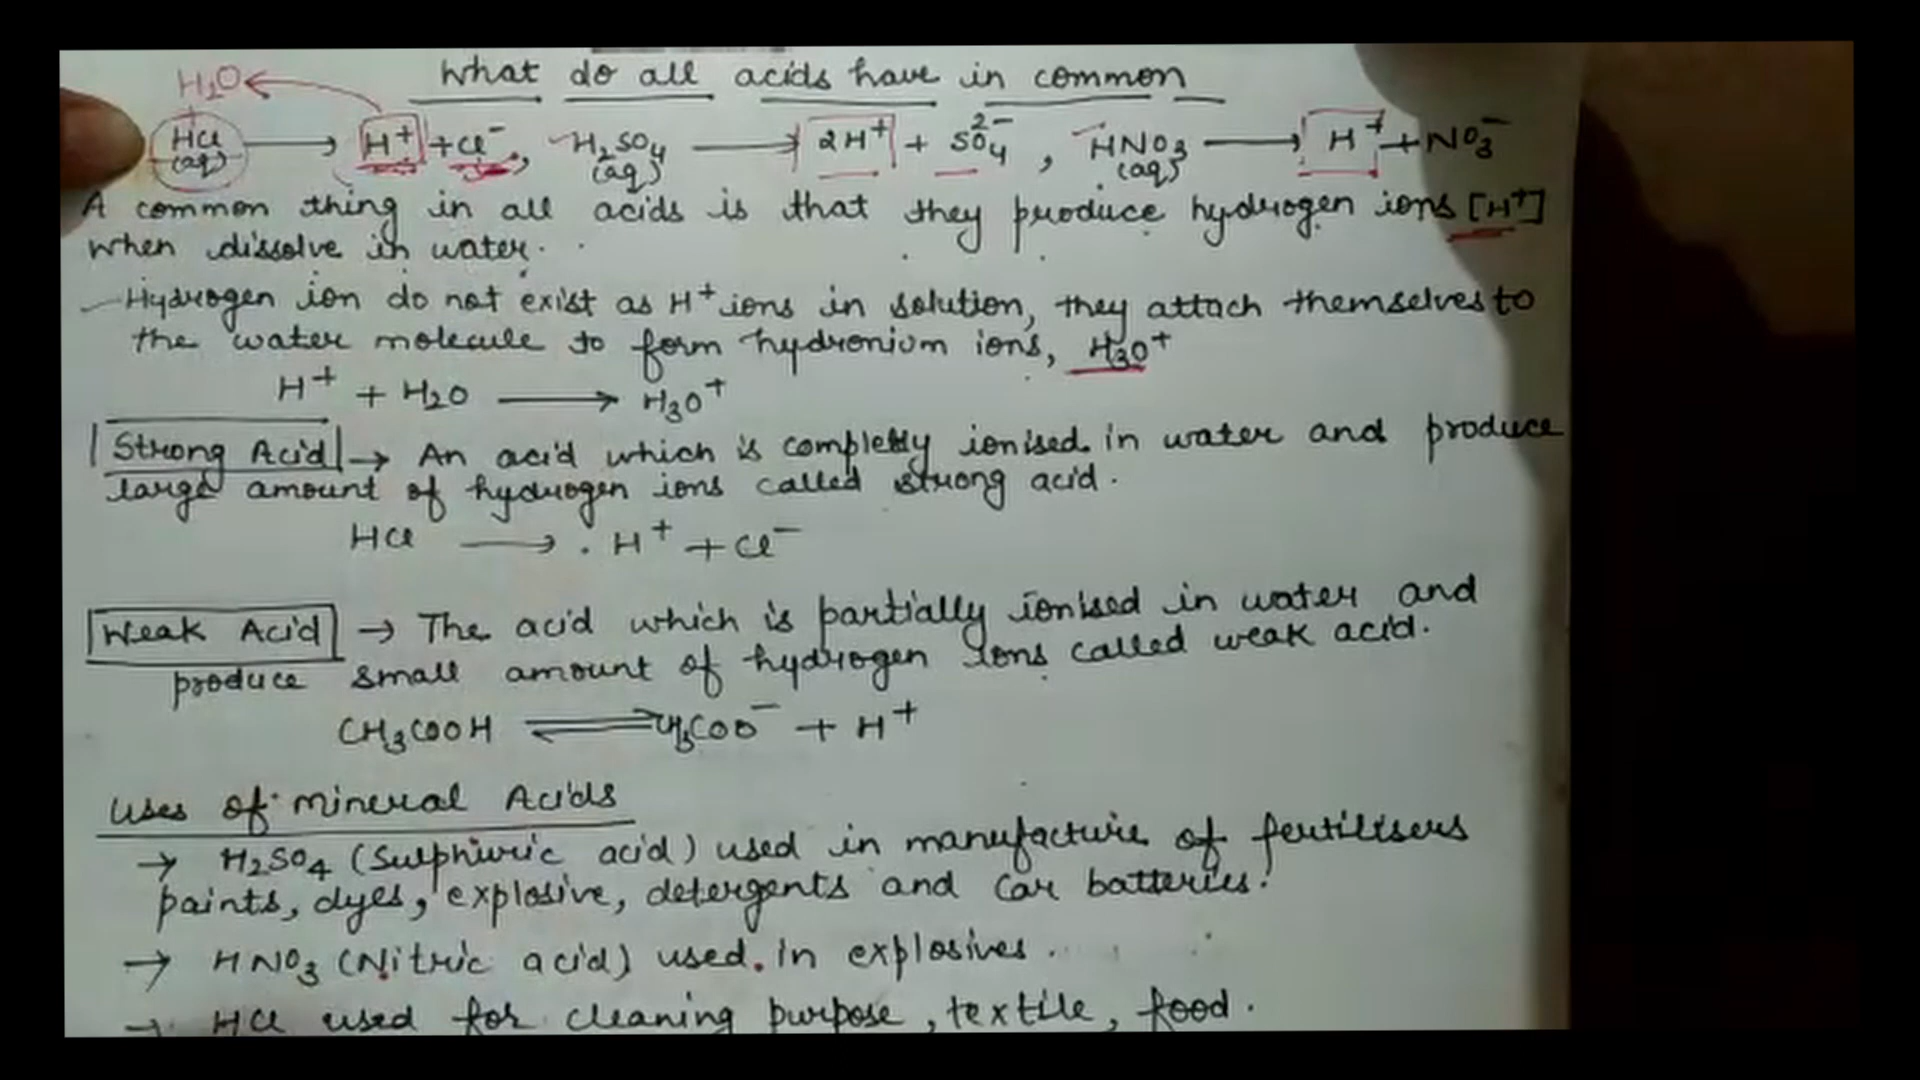 What do all acids have in common
H2O
HCl (aq) ⟶ H⁺ + Cl⁻, H2SO4 (aq) ⟶ 2H⁺ + SO4²⁻, HNO3 (aq) ⟶ H⁺ + NO3⁻
A common thing in all acids is that they produce hydrogen ions [H⁺]
when dissolve in water.
Hydrogen ion do not exist as H⁺ ions in solution, they attach themselves to
the water molecule to form hydronium ions, H3O⁺
H⁺ + H2O ⟶ H3O⁺
Strong Acid → An acid which is completly ionised in water and produce
large amount of hydrogen ions called strong acid.
HCl ⟶ H⁺ + Cl⁻
Weak Acid → The acid which is partially ionised in water and
produce small amount of hydrogen ions called weak acid.
CH3COOH ⇌ CH3COO⁻ + H⁺
Uses of mineral Acids
→ H2SO4 (Sulphuric acid) used in manufacture of fertilisers
paints, dyes, explosive, detergents and car batteries.
→ HNO3 (Nitric acid) used in explosives.
→ HCl used for cleaning purpose, textile, food.